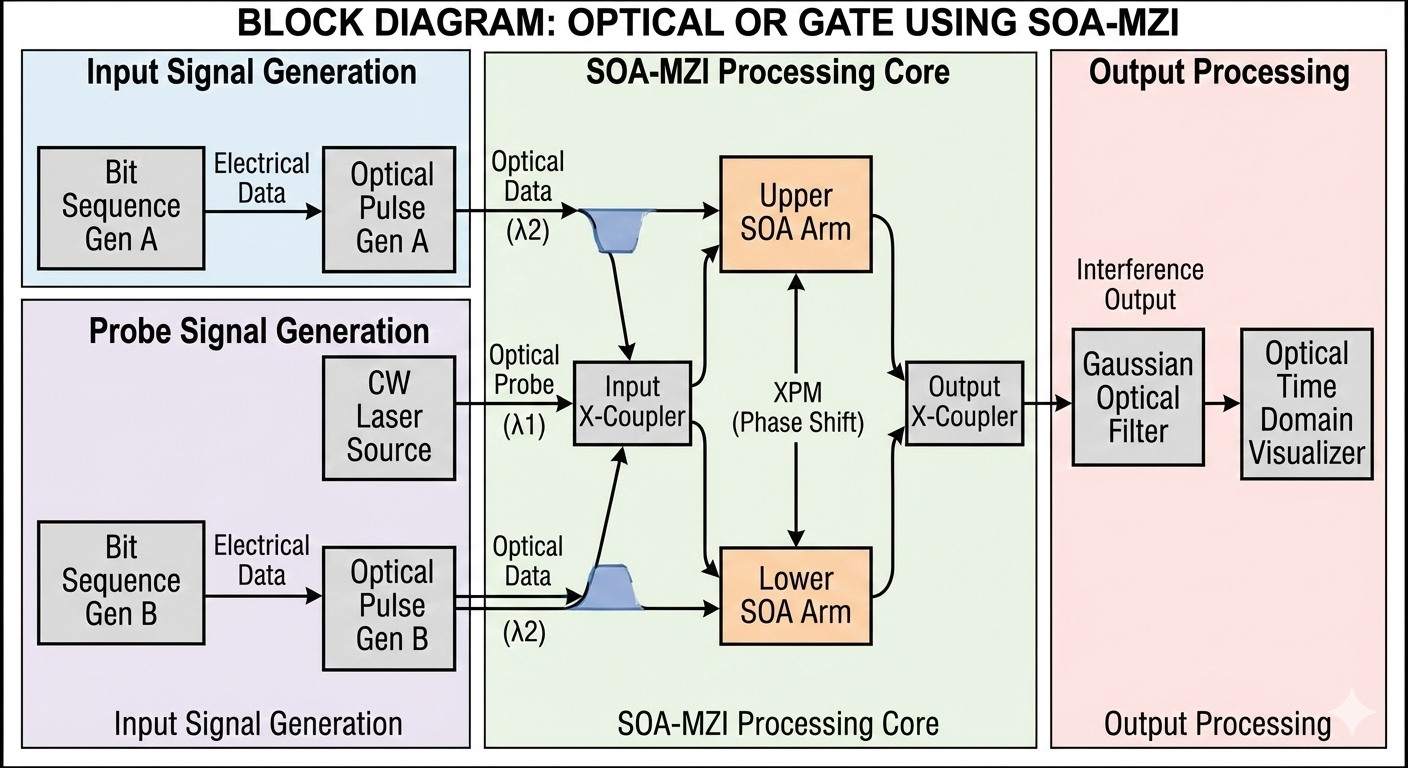 BLOCK DIAGRAM: OPTICAL OR GATE USING SOA-MZI
Input Signal Generation
Bit
Sequence
Gen A
Electrical
Data
Optical
Pulse
Gen A
Probe Signal Generation
CW
Laser
Source
Bit
Sequence
Gen B
Electrical
Data
Optical
Pulse
Gen B
Input Signal Generation
SOA-MZI Processing Core
Optical
Data
(λ2)
Upper
SOA Arm
Optical
Probe
(λ1)
Input
X-Coupler
XPM
(Phase Shift)
Output
X-Coupler
Optical
Data
(λ2)
Lower
SOA Arm
SOA-MZI Processing Core
Output Processing
Interference
Output
Gaussian
Optical
Filter
Optical
Time
Domain
Visualizer
Output Processing